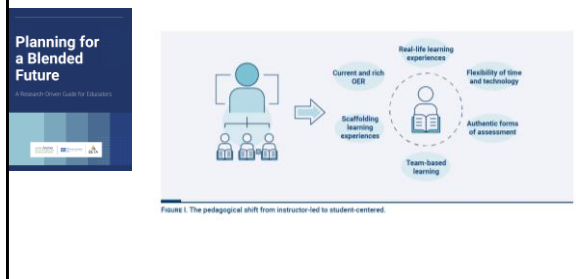 Planning for
a Blended
Future
A Research Driven Guide for Educators
Real-life learning
experiences
Current and rich
OER
Flexibility of time
and technology
Scaffolding
learning
experiences
Authentic forms
of assessment
Team-based
learning
FIGURE I. The pedagogical shift from instructor-led to student-centered.